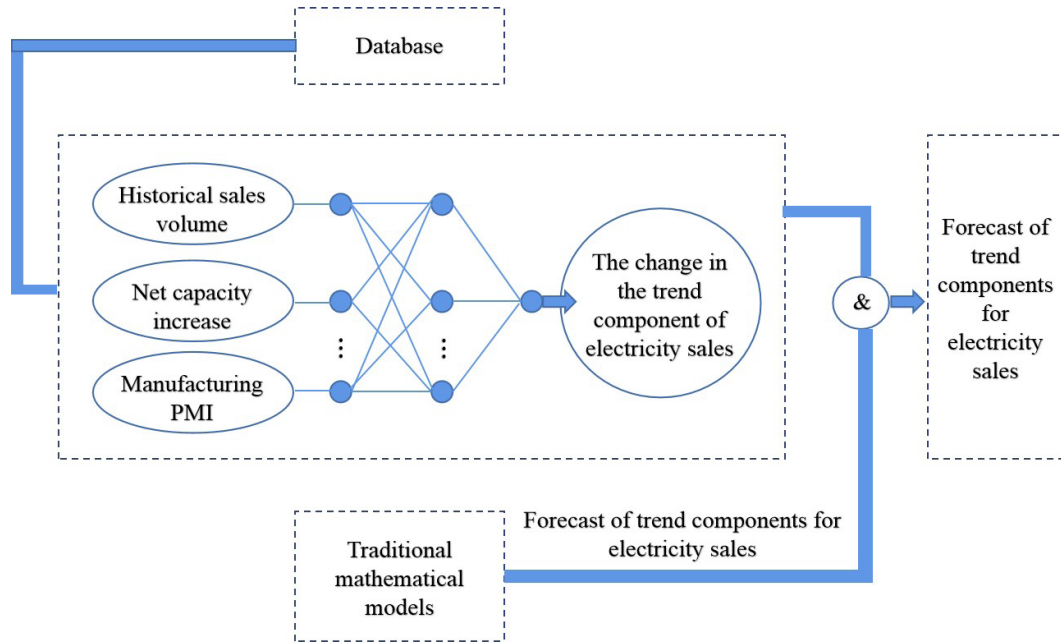 Database
Historical sales
volume
Net capacity
increase
Manufacturing
PMI
The change in
the trend
component of
electricity sales
&
Forecast of
trend
components
for
electricity
sales
Forecast of trend components for
electricity sales
Traditional
mathematical
models